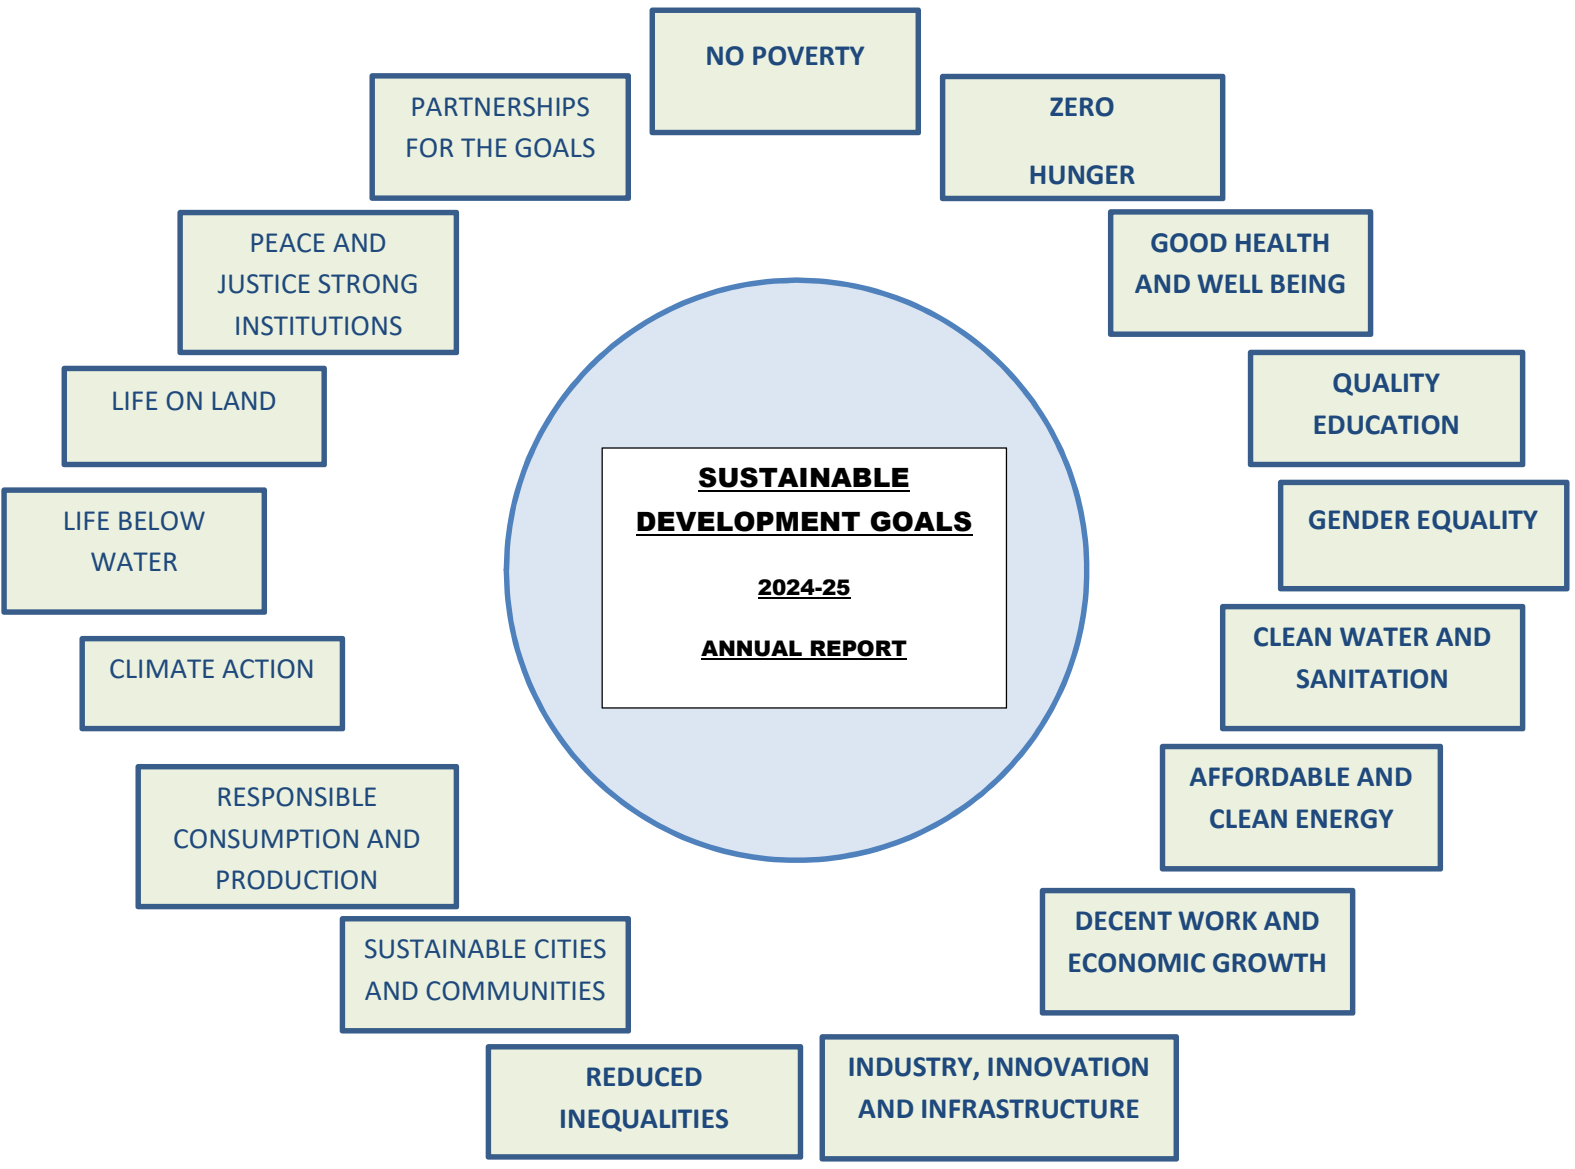 NO POVERTY
ZERO
HUNGER
GOOD HEALTH
AND WELL BEING
QUALITY
EDUCATION
GENDER EQUALITY
CLEAN WATER AND
SANITATION
AFFORDABLE AND
CLEAN ENERGY
DECENT WORK AND
ECONOMIC GROWTH
INDUSTRY, INNOVATION
AND INFRASTRUCTURE
REDUCED
INEQUALITIES
SUSTAINABLE CITIES
AND COMMUNITIES
RESPONSIBLE
CONSUMPTION AND
PRODUCTION
CLIMATE ACTION
LIFE BELOW
WATER
LIFE ON LAND
PEACE AND
JUSTICE STRONG
INSTITUTIONS
PARTNERSHIPS
FOR THE GOALS
SUSTAINABLE
DEVELOPMENT GOALS
2024-25
ANNUAL REPORT